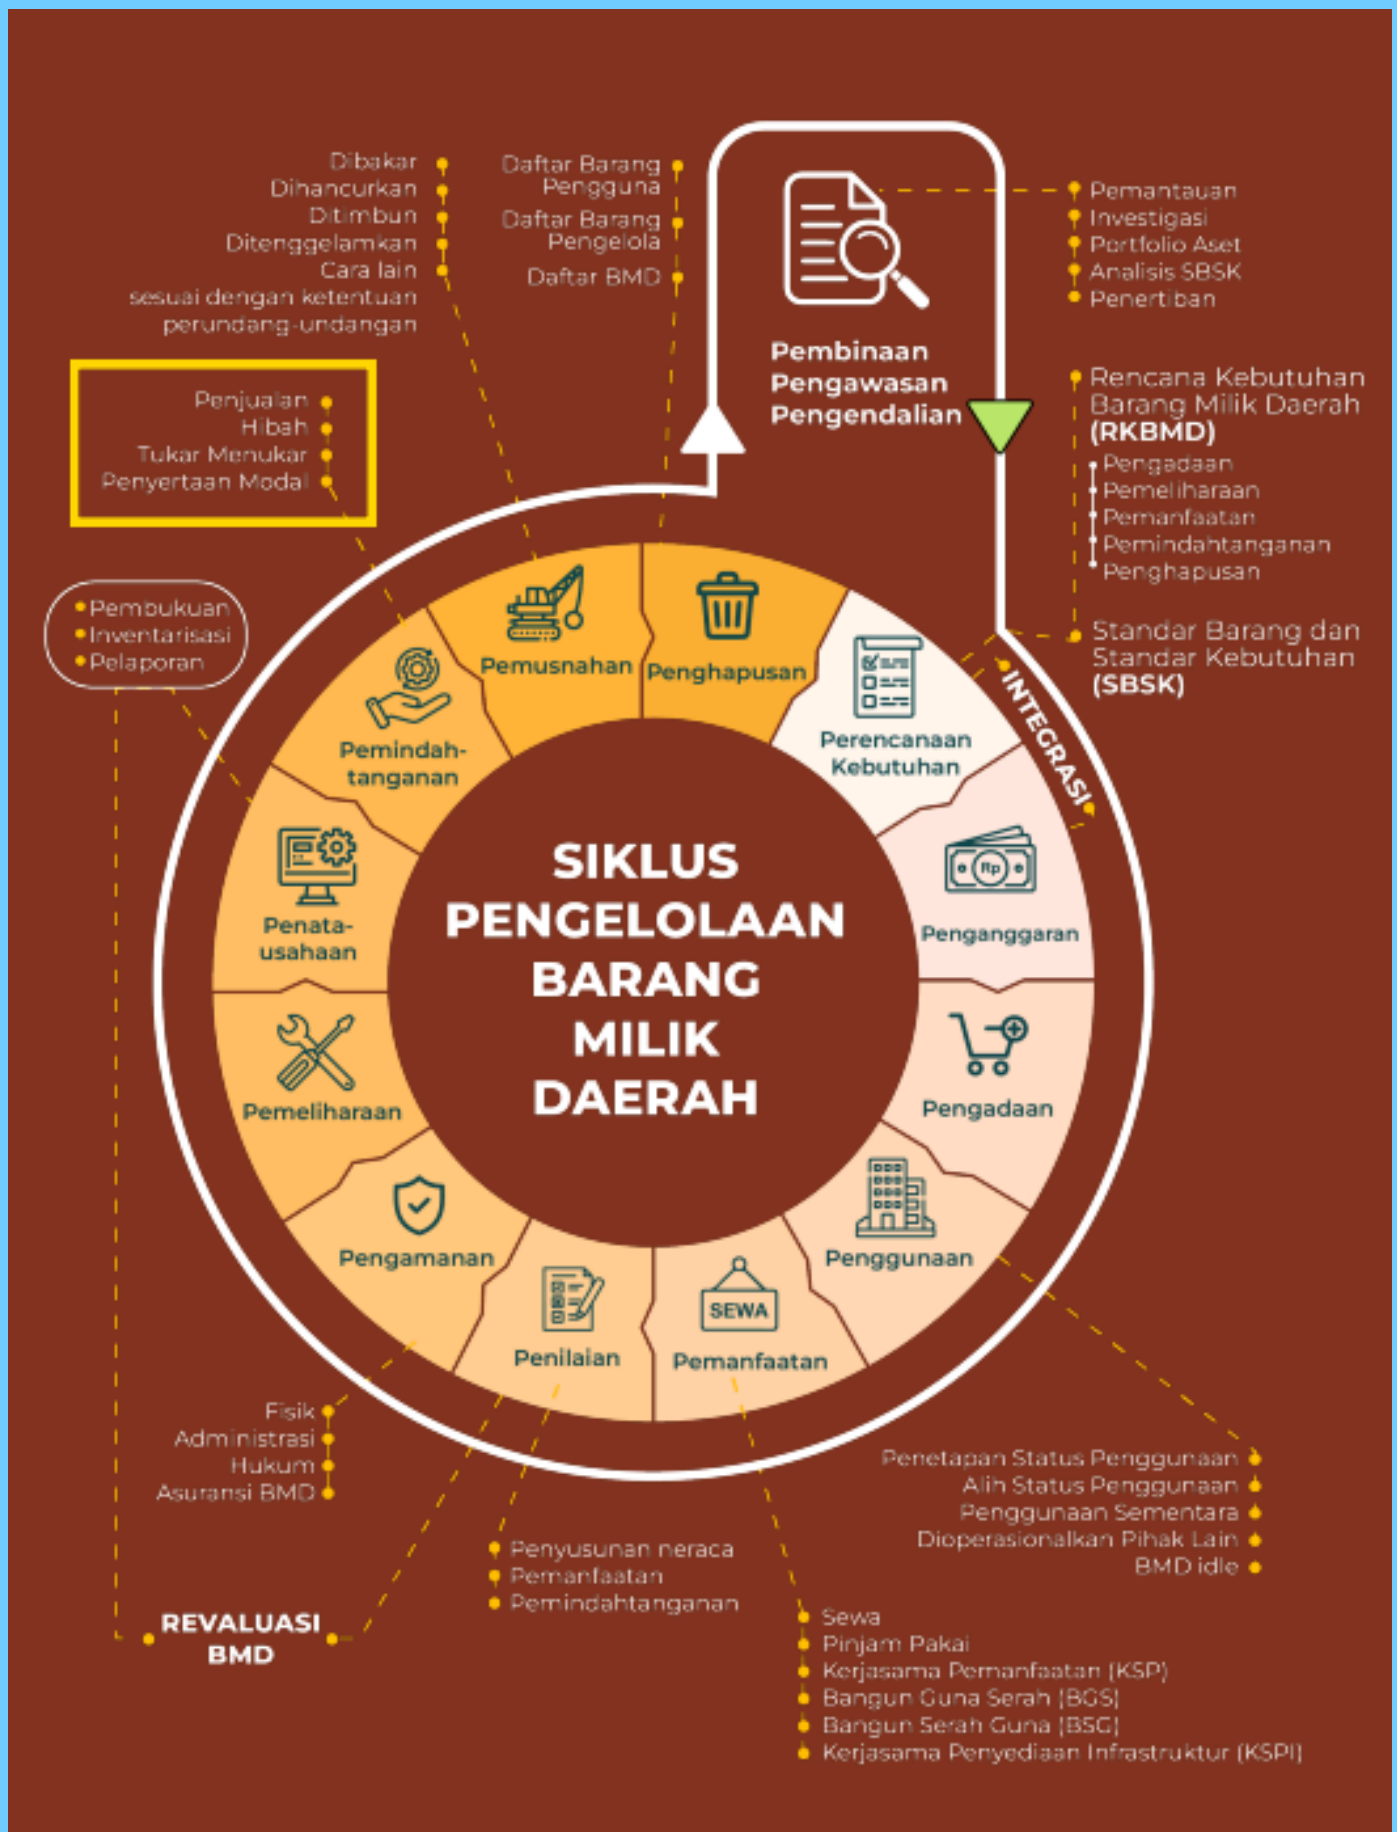 Dibakar
Dihancurkan
Ditimbun
Ditenggelamkan
Cara lain
sesuai dengan ketentuan
perundang-undangan
Daftar Barang
Pengguna
Daftar Barang
Pengelola
Daftar BMD
Pembinaan
Pengawasan
Pengendalian
Pemantauan
Investigasi
Portfolio Aset
Analisis SBSK
Penertiban
Rencana Kebutuhan
Barang Milik Daerah
(RKBMD)
Pengadaan
Pemeliharaan
Pemanfaatan
Pemindahtanganan
Penghapusan
Standar Barang dan
Standar Kebutuhan
(SBSK)
INTEGRASI
Penjualan
Hibah
Tukar Menukar
Penyertaan Modal
Pembukuan
Inventarisasi
Pelaporan
Pemusnahan
Penghapusan
Perencanaan
Kebutuhan
Rp
Penganggaran
Pengadaan
Penggunaan
SEWA
Pemanfaatan
Penilaian
Pengamanan
Pemeliharaan
Penata-
usahaan
Pemindah-
tanganan
SIKLUS
PENGELOLAAN
BARANG
MILIK
DAERAH
Fisik
Administrasi
Hukum
Asuransi BMD
REVALUASI
BMD
Penyusunan neraca
Pemanfaatan
Pemindahtanganan
Penetapan Status Penggunaan
Alih Status Penggunaan
Penggunaan Sementara
Dioperasionalkan Pihak Lain
BMD idle
Sewa
Pinjam Pakai
Kerjasama Pemanfaatan (KSP)
Bangun Guna Serah (BGS)
Bangun Serah Guna (BSG)
Kerjasama Penyediaan Infrastruktur (KSPI)